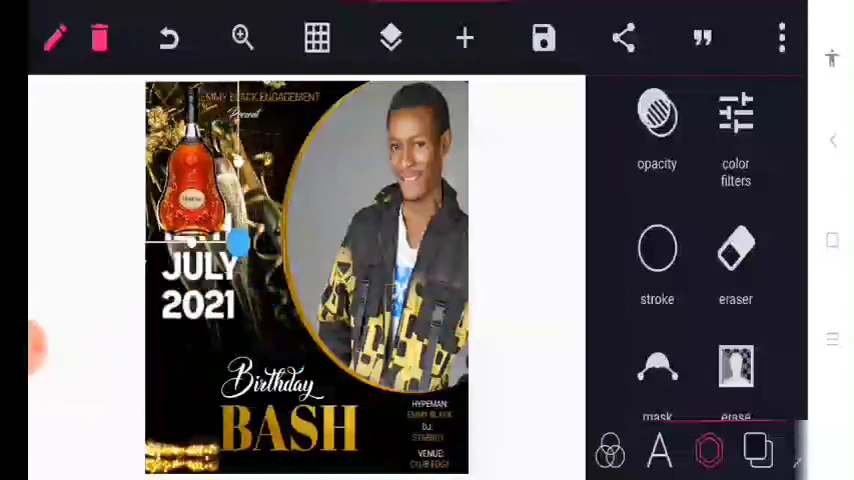 EMMY BLACK ENGAGEMENT
Present
JULY
2021
Birthday
BASH
HYPEMAN:
EMMY BLACK
DJ:
VENUE:
CLUB EDGE
opacity
color
filters
stroke
eraser
mask
erase